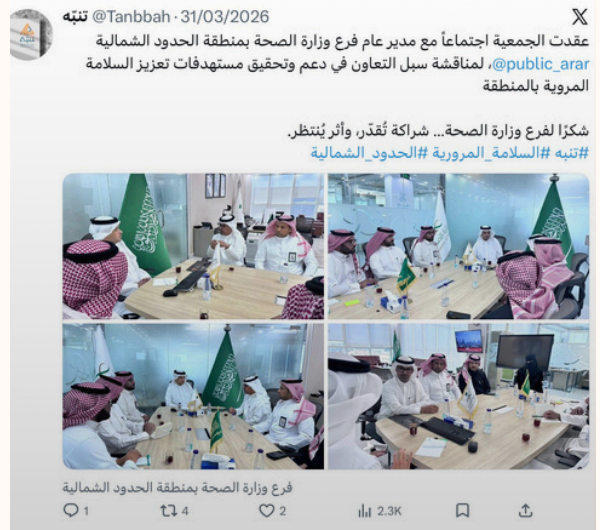 تنبّه @Tanbbah · 31/03/2026
عقدت الجمعية اجتماعاً مع مدير عام فرع وزارة الصحة بمنطقة الحدود الشمالية
@public_arar، لمناقشة سبل التعاون في دعم وتحقيق مستهدفات تعزيز السلامة
المروية بالمنطقة
شكرًا لفرع وزارة الصحة... شراكة تُقدّر، وأثر يُنتظر.
#تنبه #السلامة_المرورية #الحدود_الشمالية
فرع وزارة الصحة بمنطقة الحدود الشمالية
1 4 2 2.3K